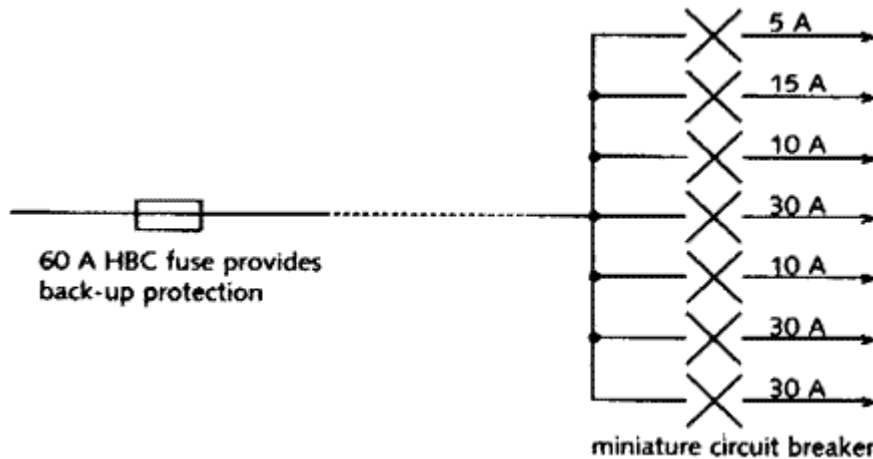 5 A
15 A
10 A
30 A
60 A HBC fuse provides
back-up protection
10 A
30 A
30 A
miniature circuit breaker